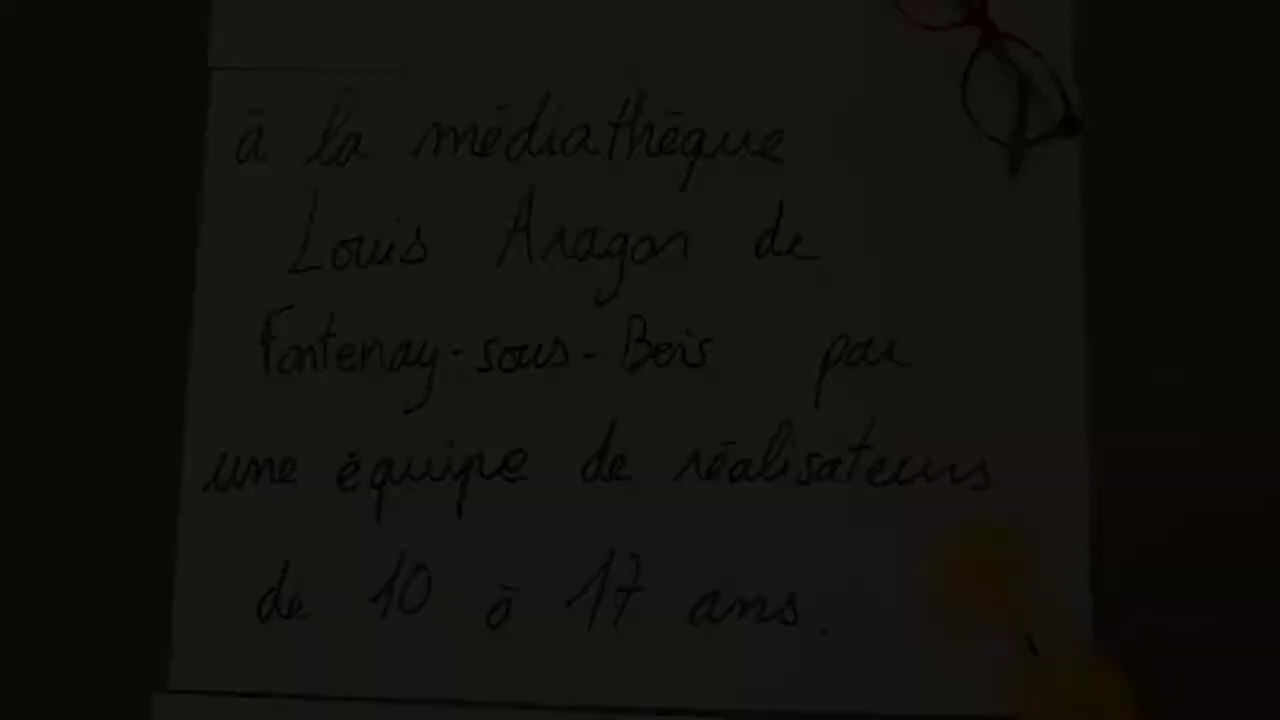 à la médiathèque
Louis Aragon de
Fontenay-sous-Bois par
une équipe de réalisateurs
de 10 à 17 ans.